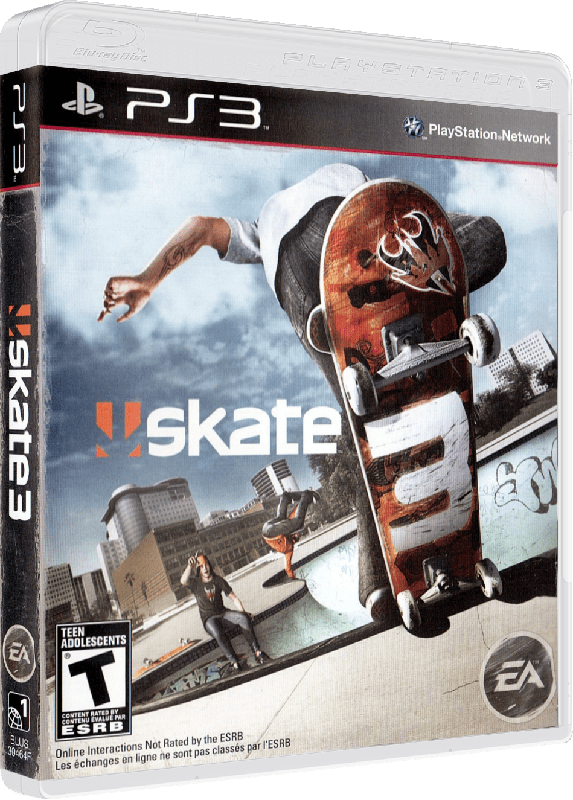 Blu-ray Disc
PLAYSTATION 3
PS3
PS3
PlayStation®Network
skate 3
skate3
EA
1
TEEN
ADOLESCENTS
T
CONTENT RATED BY
CONTENU ÉVALUÉ PAR
ESRB
Online Interactions Not Rated by the ESRB
Les échanges en ligne ne sont pas classés par l'ESRB
EA